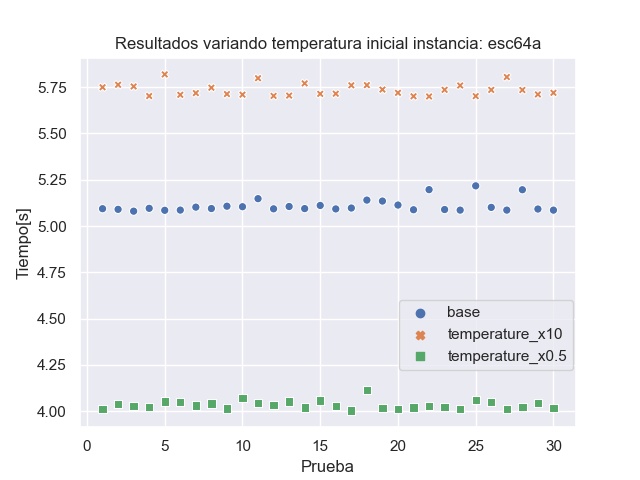 Resultados variando temperatura inicial instancia: esc64a
5.75
5.50
5.25
5.00
4.75
4.50
4.25
4.00
Tiempo[s]
base
temperature_x10
temperature_x0.5
0 5 10 15 20 25 30
Prueba